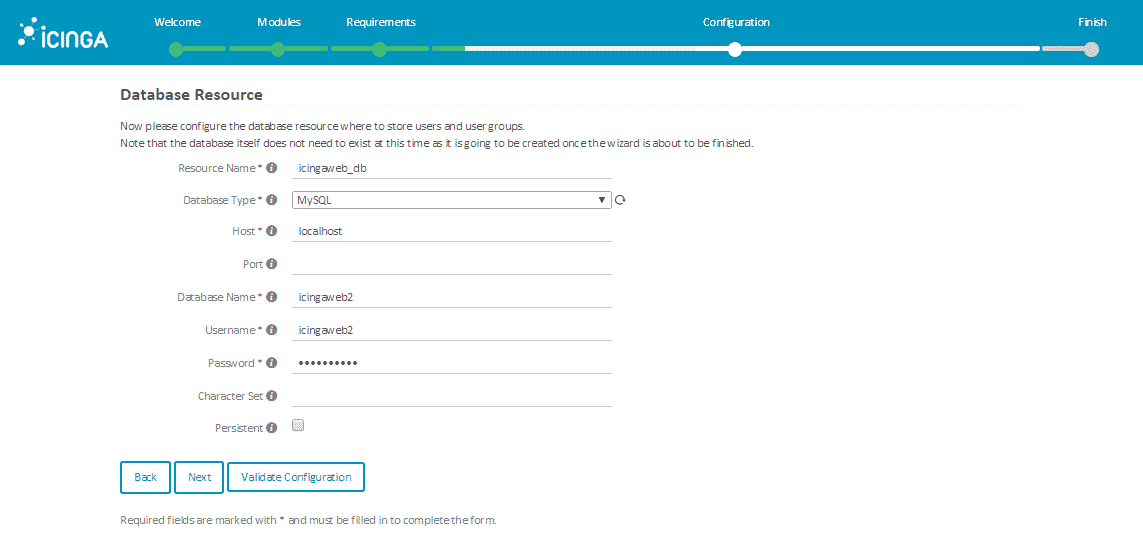 ICINGA
Welcome
Modules
Requirements
Configuration
Finish
Database Resource
Now please configure the database resource where to store users and user groups.
Note that the database itself does not need to exist at this time as it is going to be created once the wizard is about to be finished.
Resource Name * i icingaweb_db
Database Type * i MySQL
Host * i localhost
Port i
Database Name * i icingaweb2
Username * i icingaweb2
Password * i ••••••••••
Character Set i
Persistent i
Back Next Validate Configuration
Required fields are marked with * and must be filled in to complete the form.